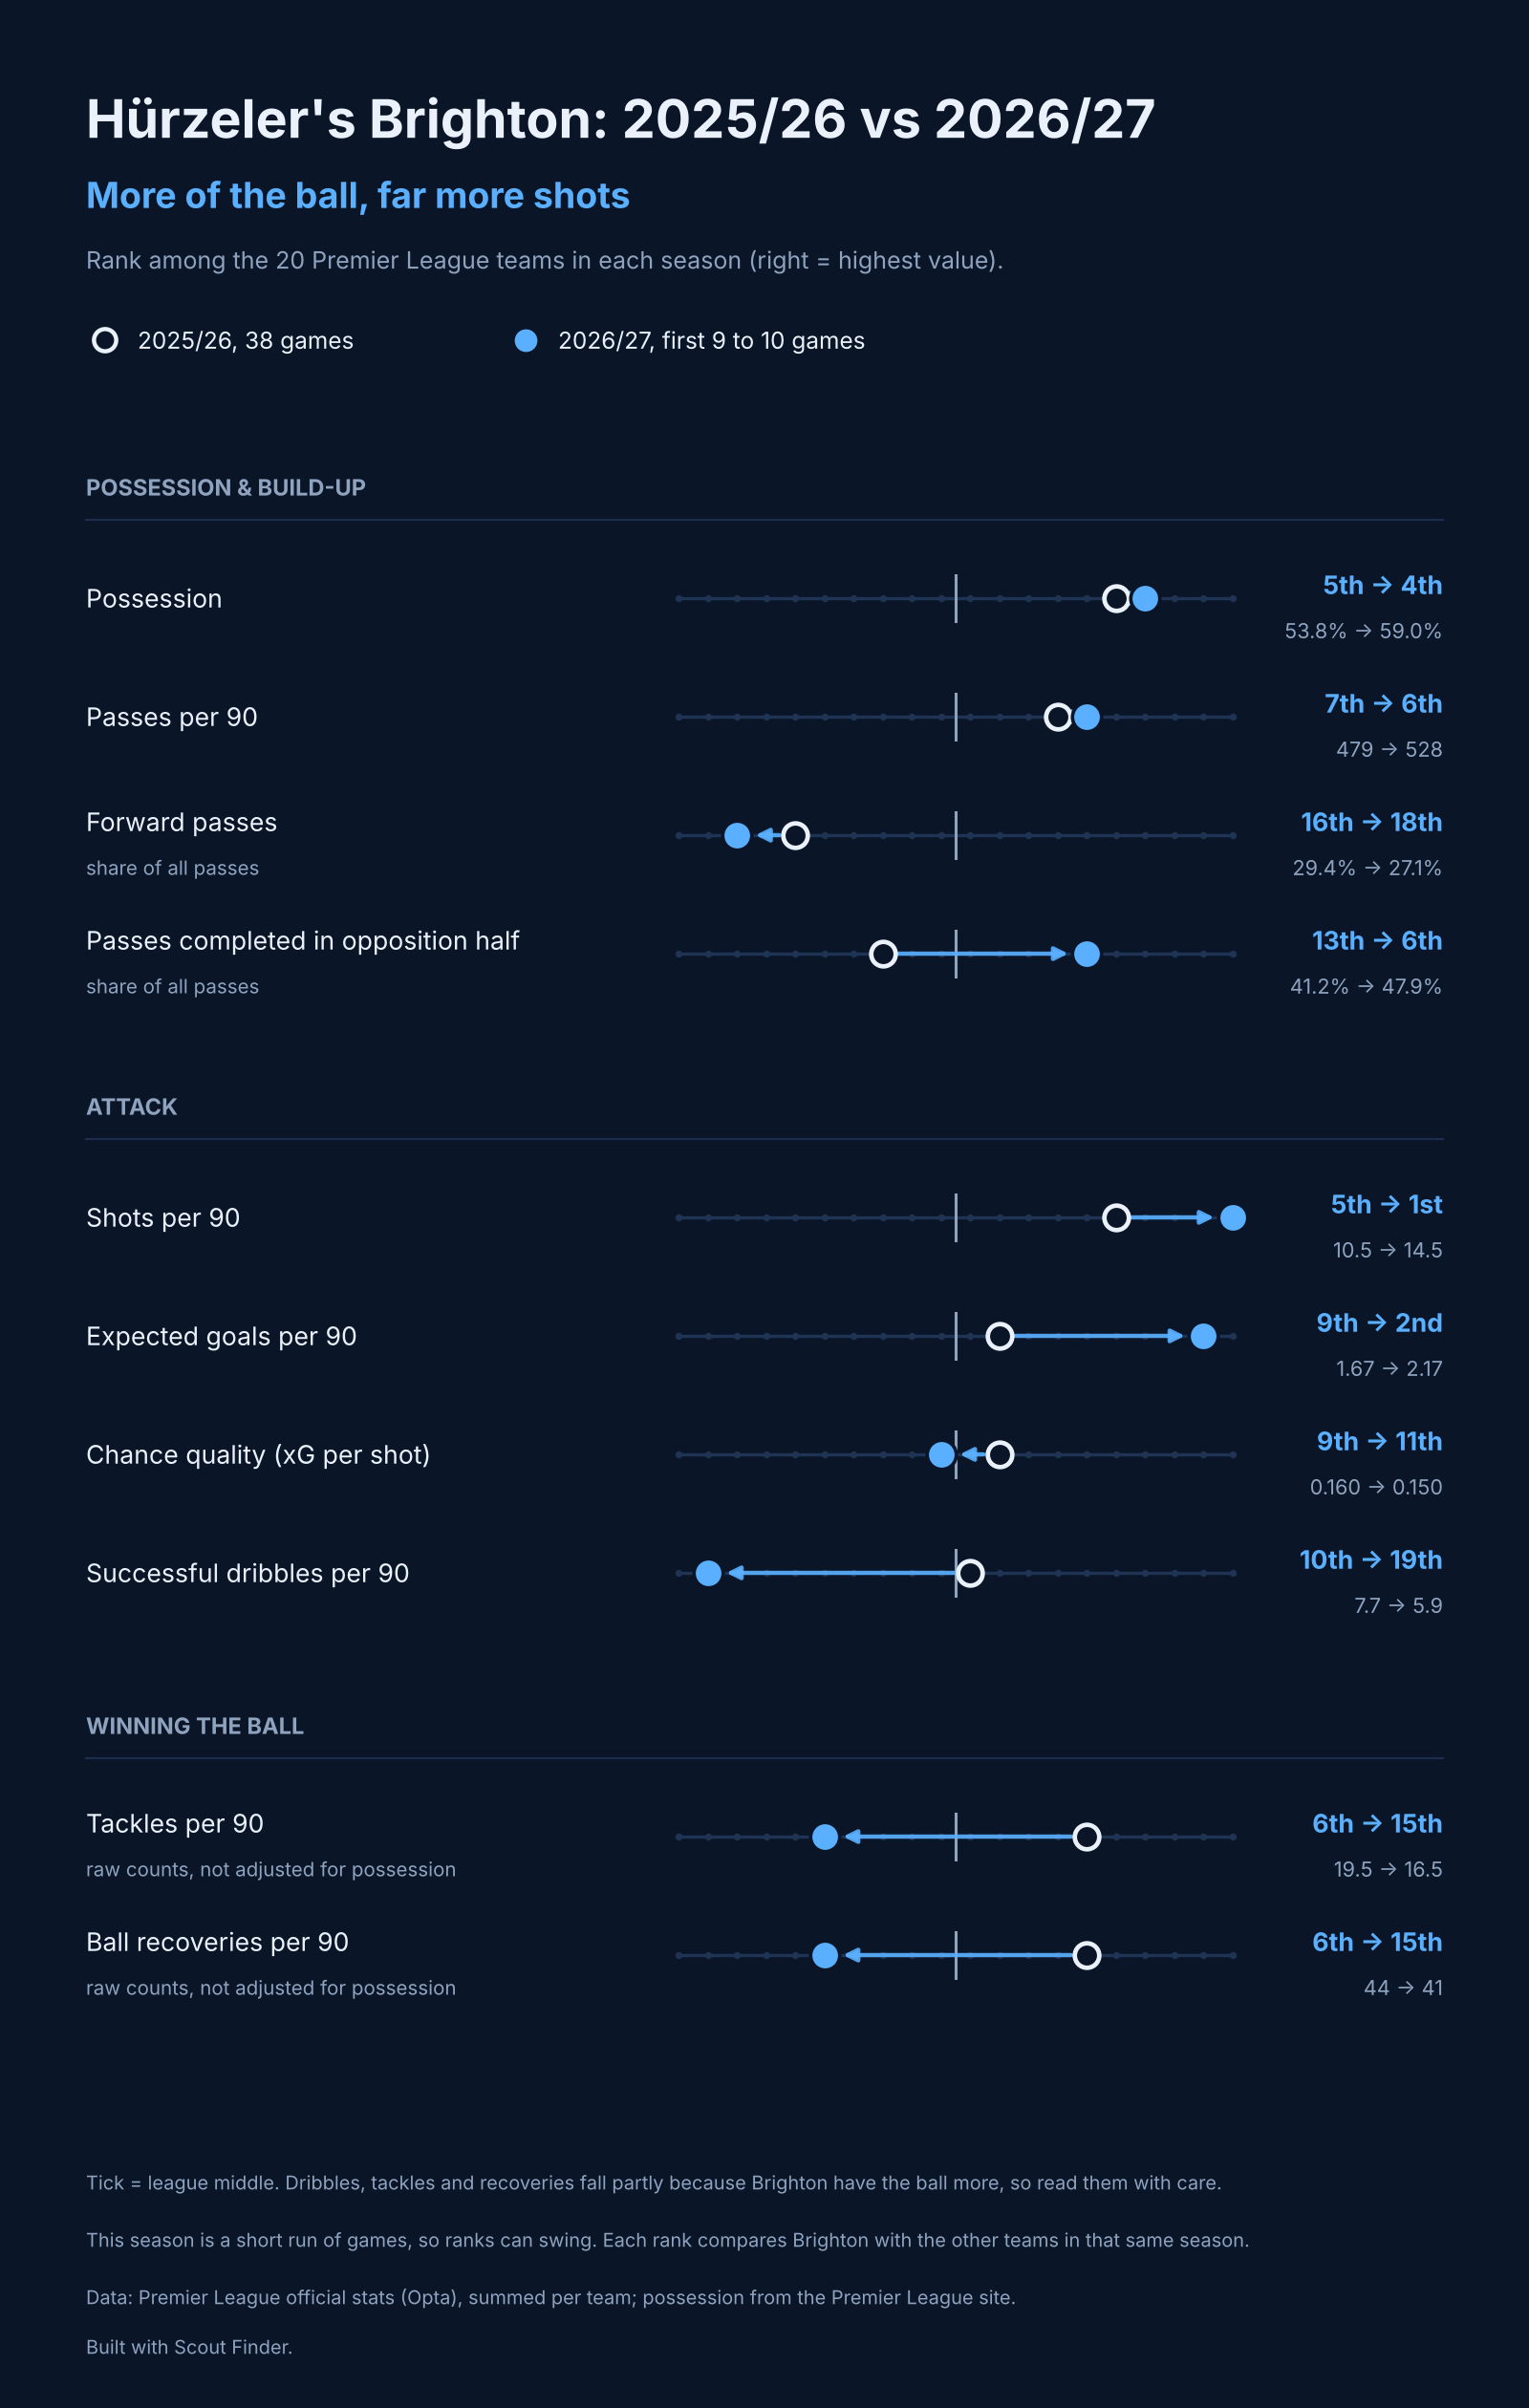 Hürzeler's Brighton: 2025/26 vs 2026/27
More of the ball, far more shots
Rank among the 20 Premier League teams in each season (right = highest value).
2025/26, 38 games
2026/27, first 9 to 10 games
POSSESSION & BUILD-UP
Possession
5th → 4th
53.8% → 59.0%
Passes per 90
7th → 6th
479 → 528
Forward passes
share of all passes
16th → 18th
29.4% → 27.1%
Passes completed in opposition half
share of all passes
13th → 6th
41.2% → 47.9%
ATTACK
Shots per 90
5th → 1st
10.5 → 14.5
Expected goals per 90
9th → 2nd
1.67 → 2.17
Chance quality (xG per shot)
9th → 11th
0.160 → 0.150
Successful dribbles per 90
10th → 19th
7.7 → 5.9
WINNING THE BALL
Tackles per 90
raw counts, not adjusted for possession
6th → 15th
19.5 → 16.5
Ball recoveries per 90
raw counts, not adjusted for possession
6th → 15th
44 → 41
Tick = league middle. Dribbles, tackles and recoveries fall partly because Brighton have the ball more, so read them with care.
This season is a short run of games, so ranks can swing. Each rank compares Brighton with the other teams in that same season.
Data: Premier League official stats (Opta), summed per team; possession from the Premier League site.
Built with Scout Finder.